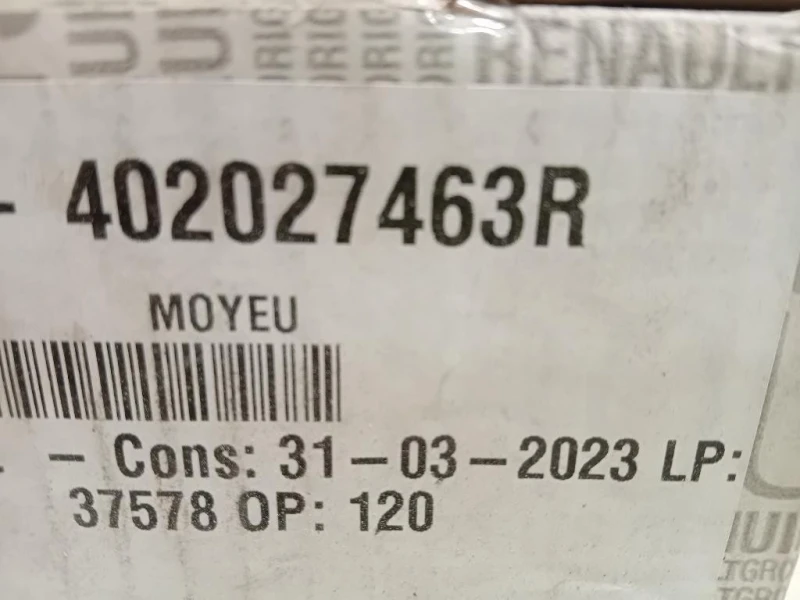 RENAULT
- 402027463R
MOYEU
- Cons: 31-03-2023 LP:
37578 OP: 120